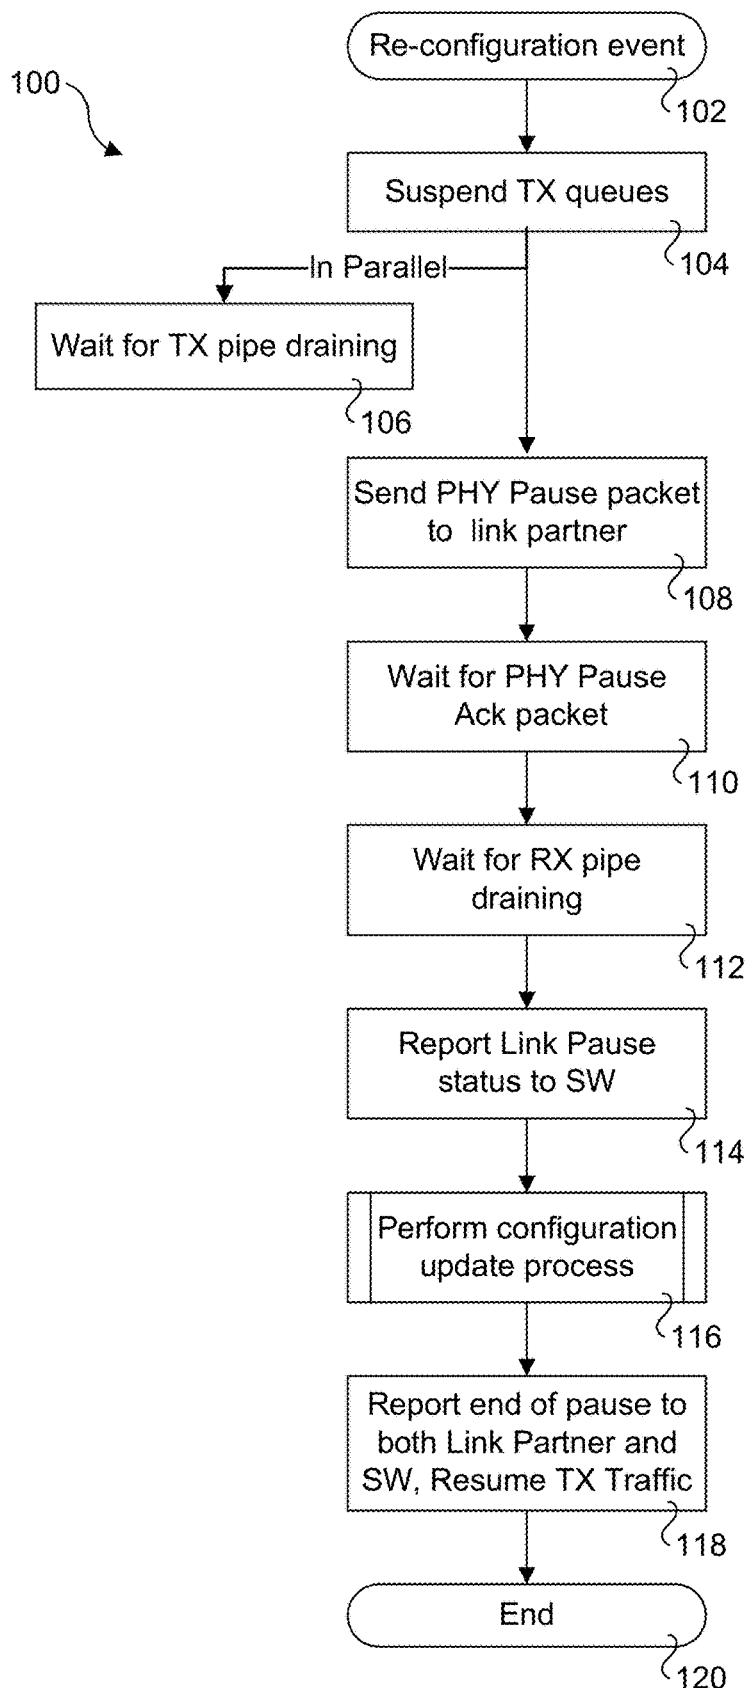 Re-configuration event
100
102
Suspend TX queues
104
In Parallel
Wait for TX pipe draining
106
Send PHY Pause packet
to link partner
108
Wait for PHY Pause
Ack packet
110
Wait for RX pipe
draining
112
Report Link Pause
status to SW
114
Perform configuration
update process
116
Report end of pause to
both Link Partner and
SW, Resume TX Traffic
118
End
120